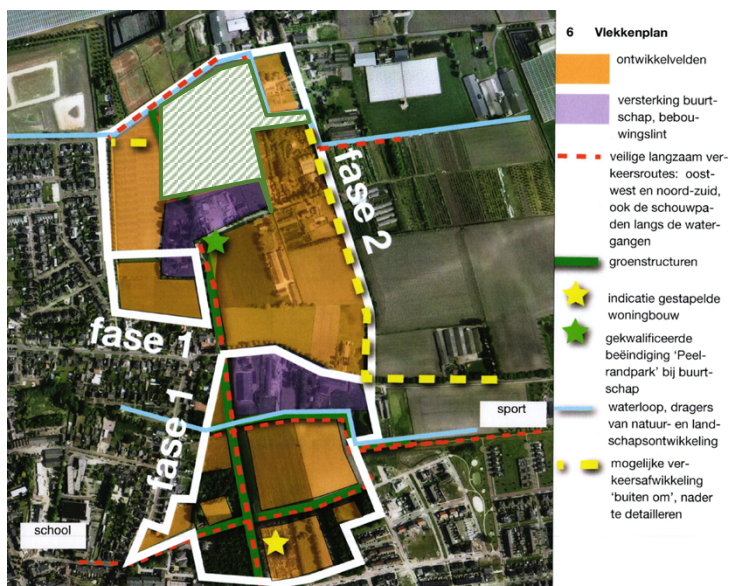 6 Vlekkenplan
ontwikkelvelden
versterking buurt-
schap, bebou-
wingslint
veilige langzaam ver-
keersroutes: oost-
west en noord-zuid,
ook de schouwpa-
den langs de water-
gangen
groenstructuren
indicatie gestapelde
woningbouw
gekwalificeerde
beëindiging 'Peel-
randpark' bij buurt-
schap
waterloop, dragers
van natuur- en land-
schapsontwikkeling
mogelijke ver-
keersafwikkeling
'buiten om', nader
te detailleren
fase 2
fase 1
fase 1
sport
school